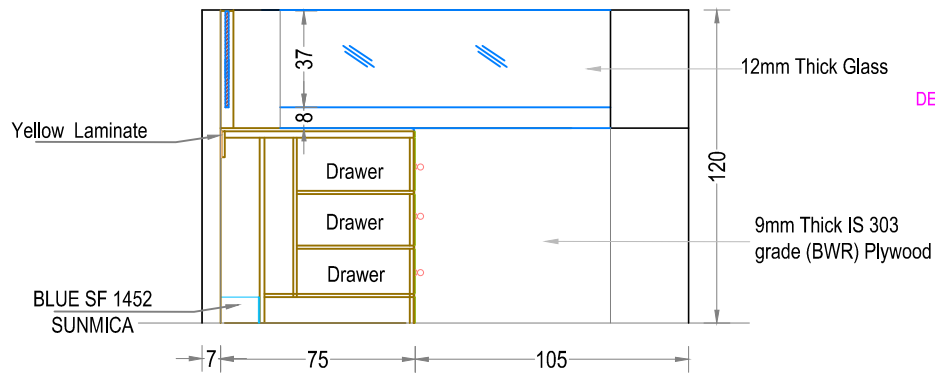 37
12mm Thick Glass
DE
8
Yellow Laminate
120
Drawer
Drawer
9mm Thick IS 303
grade (BWR) Plywood
Drawer
BLUE SF 1452
SUNMICA
7
75
105